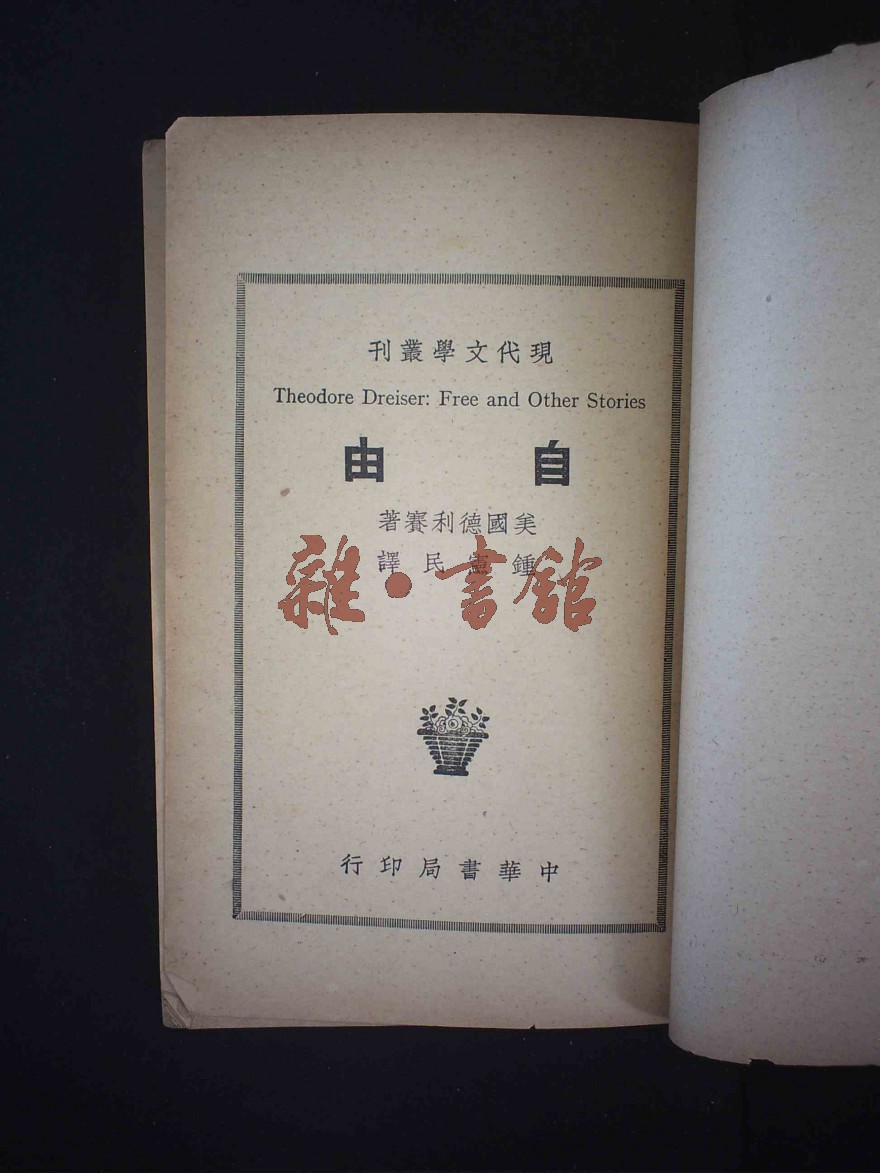 現代文學叢刊
Theodore Dreiser: Free and Other Stories
自由
美國德利賽著
鍾憲民譯
雜·書館
中華書局印行